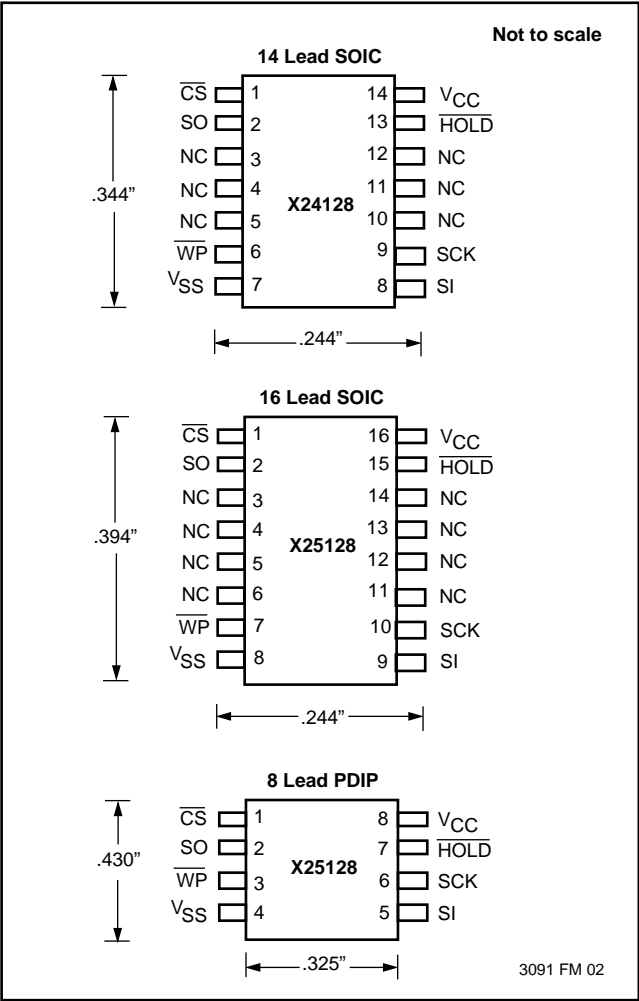 Not to scale
14 Lead SOIC
CS 1 14 VCC
SO 2 13 HOLD
NC 3 12 NC
NC 4 11 NC
NC 5 10 NC
WP 6 9 SCK
VSS 7 8 SI
.344”
X24128
.244”
16 Lead SOIC
CS 1 16 VCC
SO 2 15 HOLD
NC 3 14 NC
NC 4 13 NC
NC 5 12 NC
NC 6 11 NC
WP 7 10 SCK
VSS 8 9 SI
.394”
X25128
.244”
8 Lead PDIP
CS 1 8 VCC
SO 2 7 HOLD
WP 3 6 SCK
VSS 4 5 SI
.430”
X25128
.325”
3091 FM 02